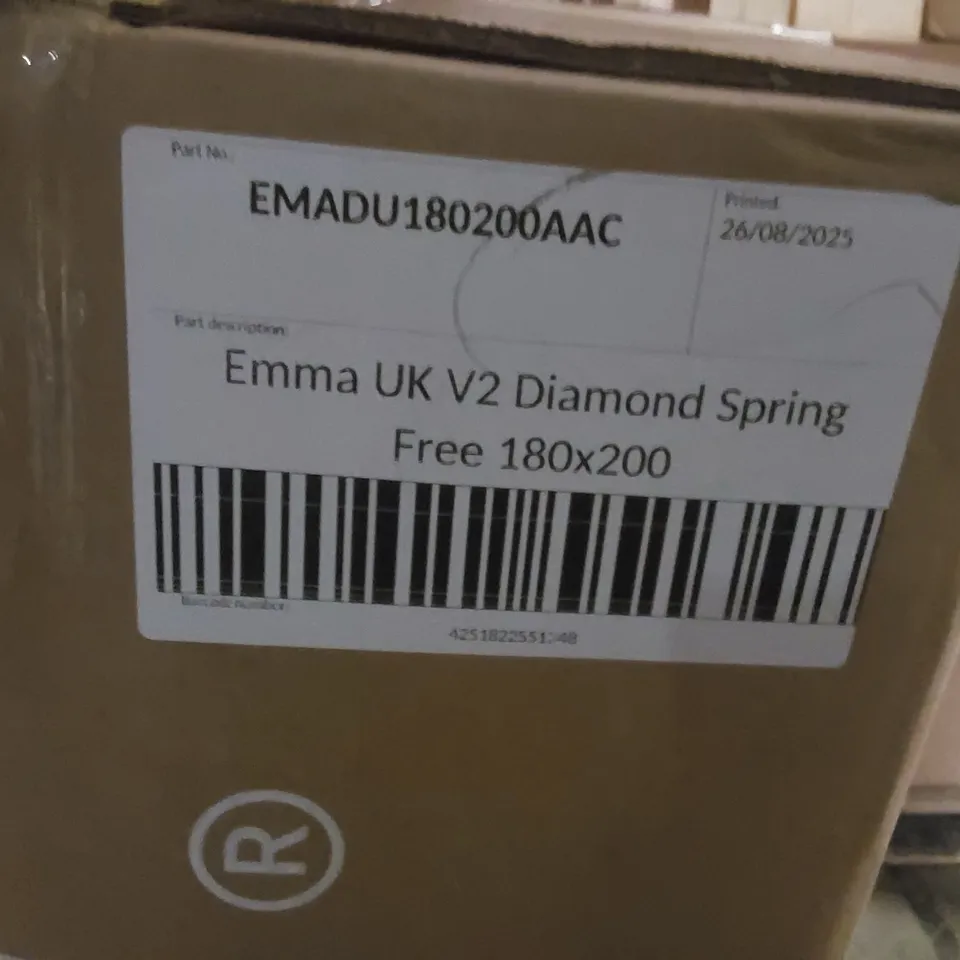 Part No.
EMADU180200AAC
Printed
26/08/2025
Part description
Emma UK V2 Diamond Spring
Free 180x200
Barcode Number
®